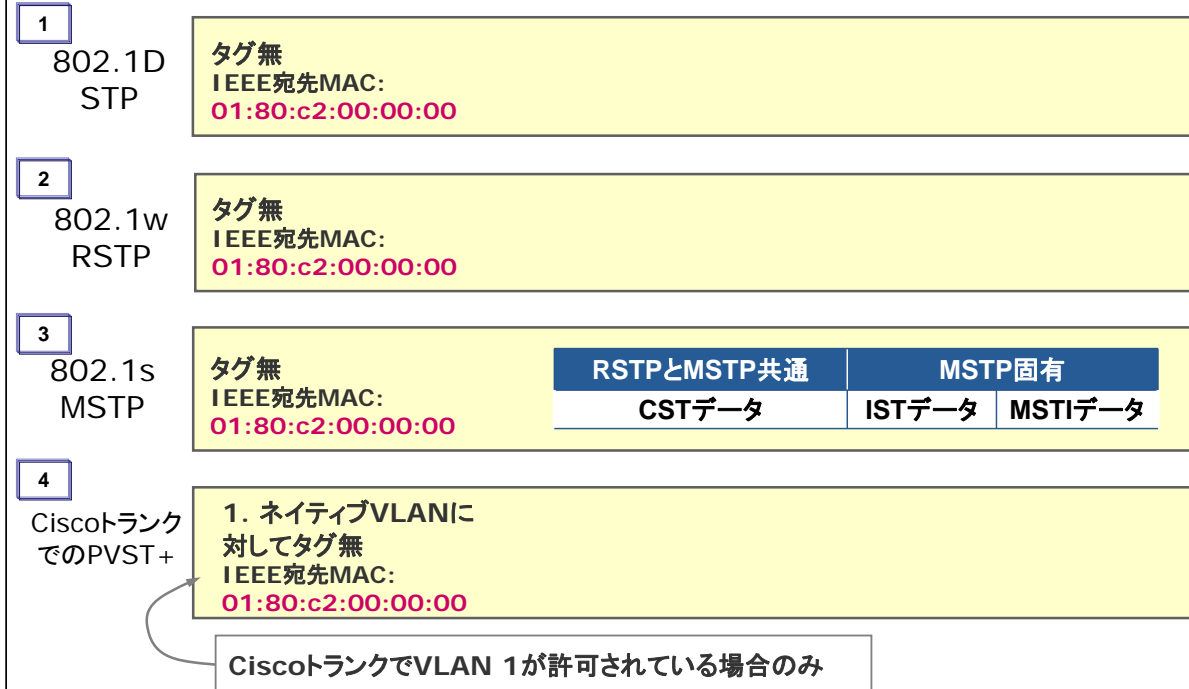 1
802.1D
STP
タグ無
IEEE宛先MAC:
01:80:c2:00:00:00
2
802.1w
RSTP
タグ無
IEEE宛先MAC:
01:80:c2:00:00:00
3
802.1s
MSTP
タグ無
IEEE宛先MAC:
01:80:c2:00:00:00
RSTPとMSTP共通 MSTP固有
CSTデータ ISTデータ MSTIデータ
4
Ciscoトランク
でのPVST+
1. ネイティブVLANに
対してタグ無
IEEE宛先MAC:
01:80:c2:00:00:00
CiscoトランクでVLAN 1が許可されている場合のみ